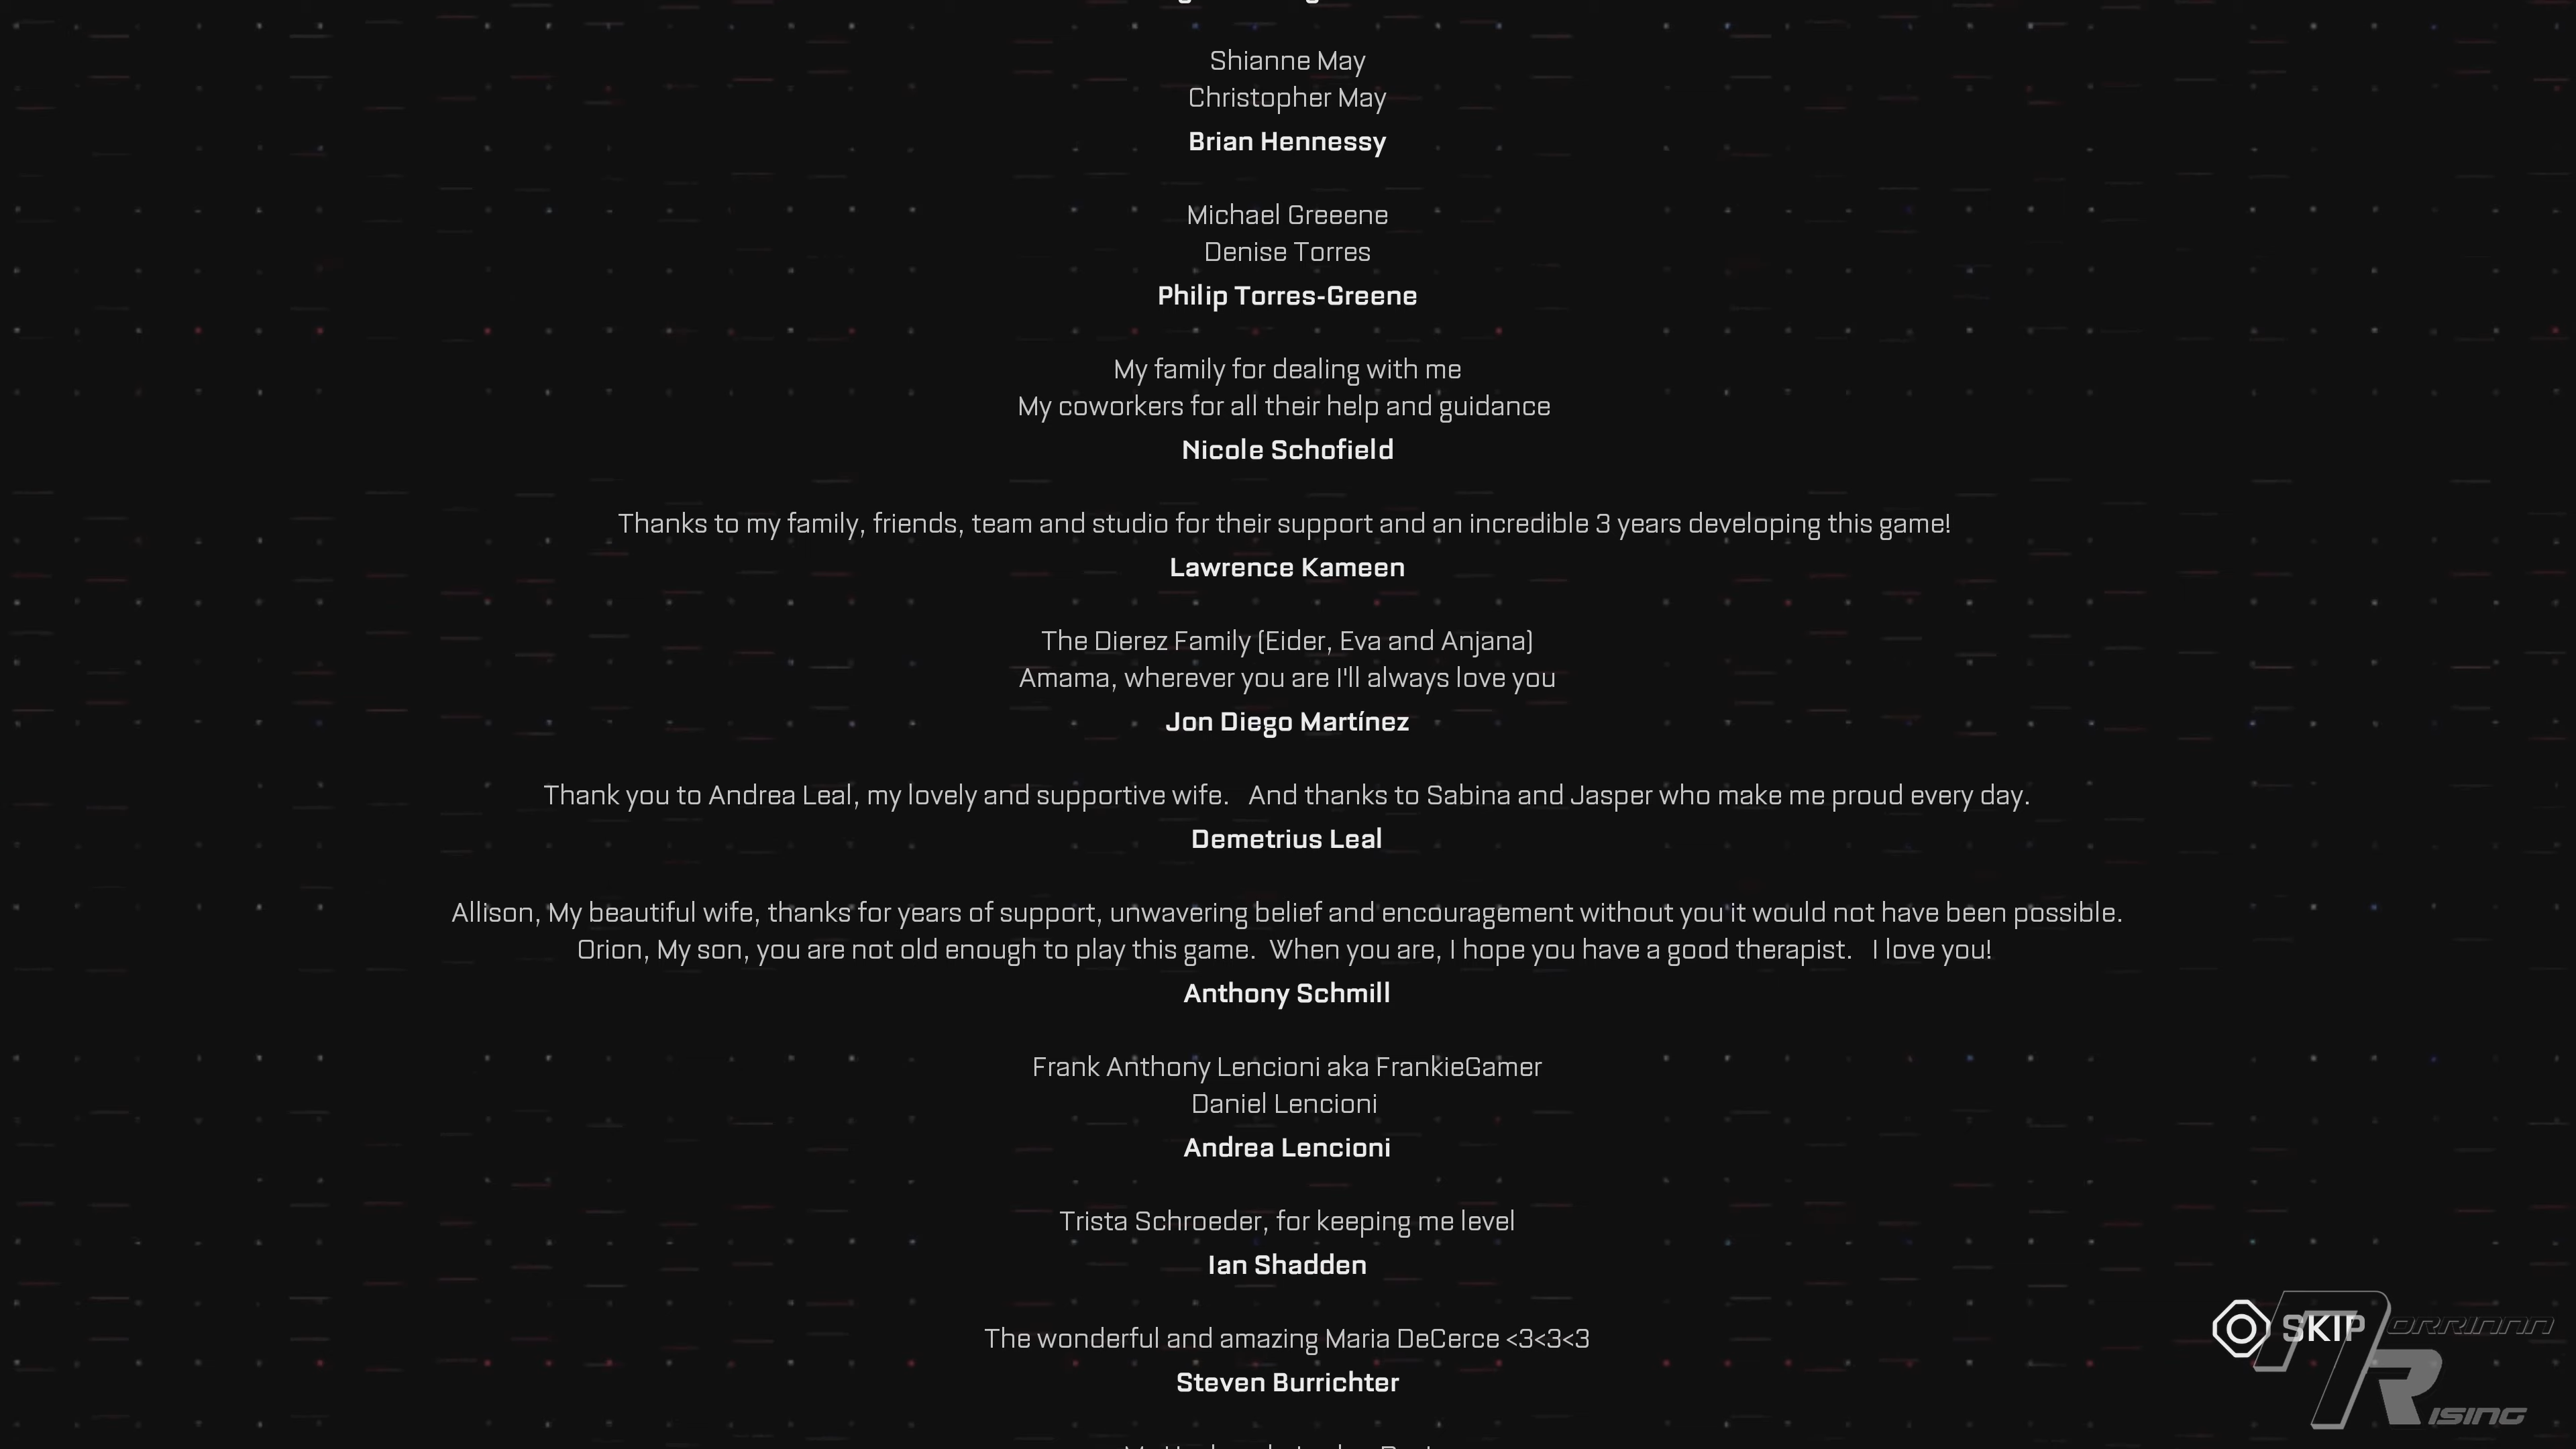 Shianne May
Christopher May
Brian Hennessy
Michael Greeene
Denise Torres
Philip Torres-Greene
My family for dealing with me
My coworkers for all their help and guidance
Nicole Schofield
Thanks to my family, friends, team and studio for their support and an incredible 3 years developing this game!
Lawrence Kameen
The Dierez Family (Eider, Eva and Anjana)
Amama, wherever you are I'll always love you
Jon Diego Martínez
Thank you to Andrea Leal, my lovely and supportive wife.   And thanks to Sabina and Jasper who make me proud every day.
Demetrius Leal
Allison, My beautiful wife, thanks for years of support, unwavering belief and encouragement without you it would not have been possible.
Orion, My son, you are not old enough to play this game.  When you are, I hope you have a good therapist.   I love you!
Anthony Schmill
Frank Anthony Lencioni aka FrankieGamer
Daniel Lencioni
Andrea Lencioni
Trista Schroeder, for keeping me level
Ian Shadden
The wonderful and amazing Maria DeCerce <3<3<3
Steven Burrichter
SKIP
Rising